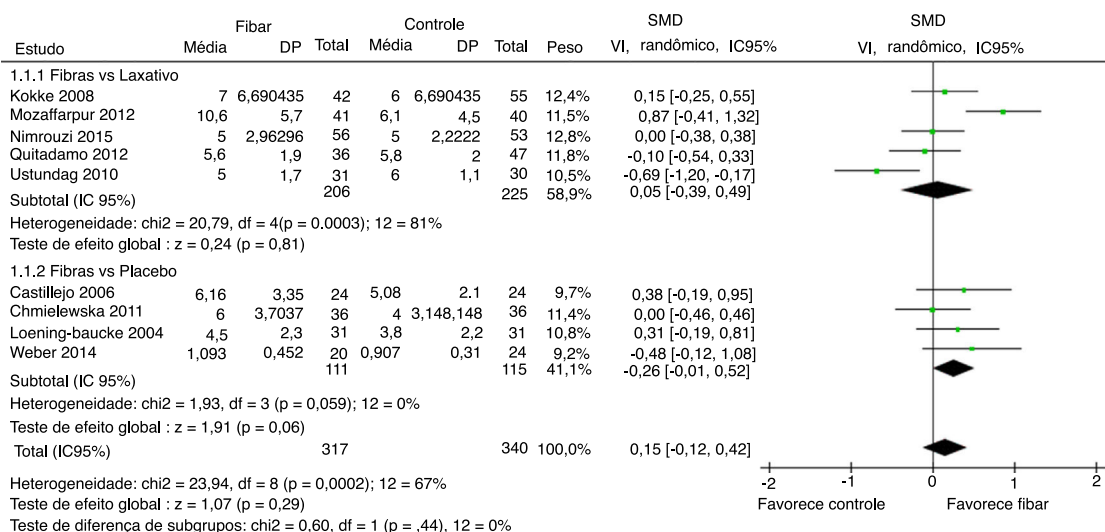 Fibar Controle SMD SMD
Estudo Média DP Total Média DP Total Peso VI, randômico, IC95% VI, randômico, IC95%
1.1.1 Fibras vs Laxativo
Kokke 2008 7 6,690435 42 6 6,690435 55 12,4% 0,15 [-0,25, 0,55]
Mozaffarpur 2012 10,6 5,7 41 6,1 4,5 40 11,5% 0,87 [-0,41, 1,32]
Nimrouzi 2015 5 2,96296 56 5 2,2222 53 12,8% 0,00 [-0,38, 0,38]
Quitadamo 2012 5,6 1,9 36 5,8 2 47 11,8% -0,10 [-0,54, 0,33]
Ustundag 2010 5 1,7 31 6 1,1 30 10,5% -0,69 [-1,20, -0,17]
Subtotal (IC 95%) 206 225 58,9% 0,05 [-0,39, 0,49]
Heterogeneidade: chi2 = 20,79, df = 4(p = 0.0003); 12 = 81%
Teste de efeito global : z = 0,24 (p = 0,81)
1.1.2 Fibras vs Placebo
Castillejo 2006 6,16 3,35 24 5,08 2.1 24 9,7% 0,38 [-0,19, 0,95]
Chmielewska 2011 6 3,7037 36 4 3,148,148 36 11,4% 0,00 [-0,46, 0,46]
Loening-baucke 2004 4,5 2,3 31 3,8 2,2 31 10,8% 0,31 [-0,19, 0,81]
Weber 2014 1,093 0,452 20 0,907 0,31 24 9,2% -0,48 [-0,12, 1,08]
Subtotal (IC 95%) 111 115 41,1% -0,26 [-0,01, 0,52]
Heterogeneidade: chi2 = 1,93, df = 3 (p = 0,059); 12 = 0%
Teste de efeito global : z = 1,91 (p = 0,06)
Total (IC95%) 317 340 100,0% 0,15 [-0,12, 0,42]
-2 -1 0 1 2
Heterogeneidade: chi2 = 23,94, df = 8 (p = 0,0002); 12 = 67%
Teste de efeito global : z = 1,07 (p = 0,29)
Favorece controle Favorece fibar
Teste de diferença de subgrupos: chi2 = 0,60, df = 1 (p = ,44), 12 = 0%